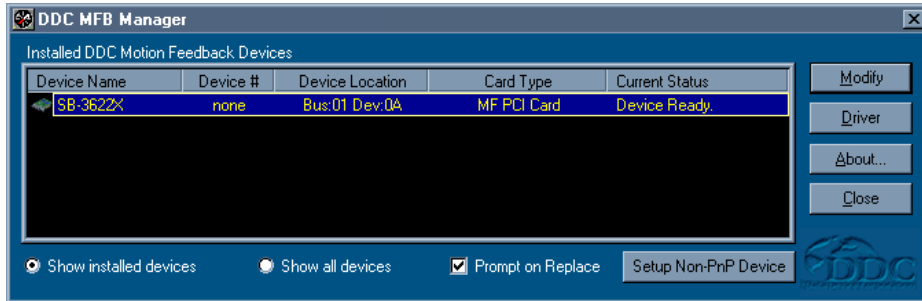 DDC MFB Manager
Installed DDC Motion Feedback Devices
Device Name Device # Device Location Card Type Current Status
SB-3622X none Bus:01 Dev:0A MF PCI Card Device Ready.
Modify
Driver
About...
Close
Show installed devices Show all devices Prompt on Replace Setup Non-PnP Device
DDC